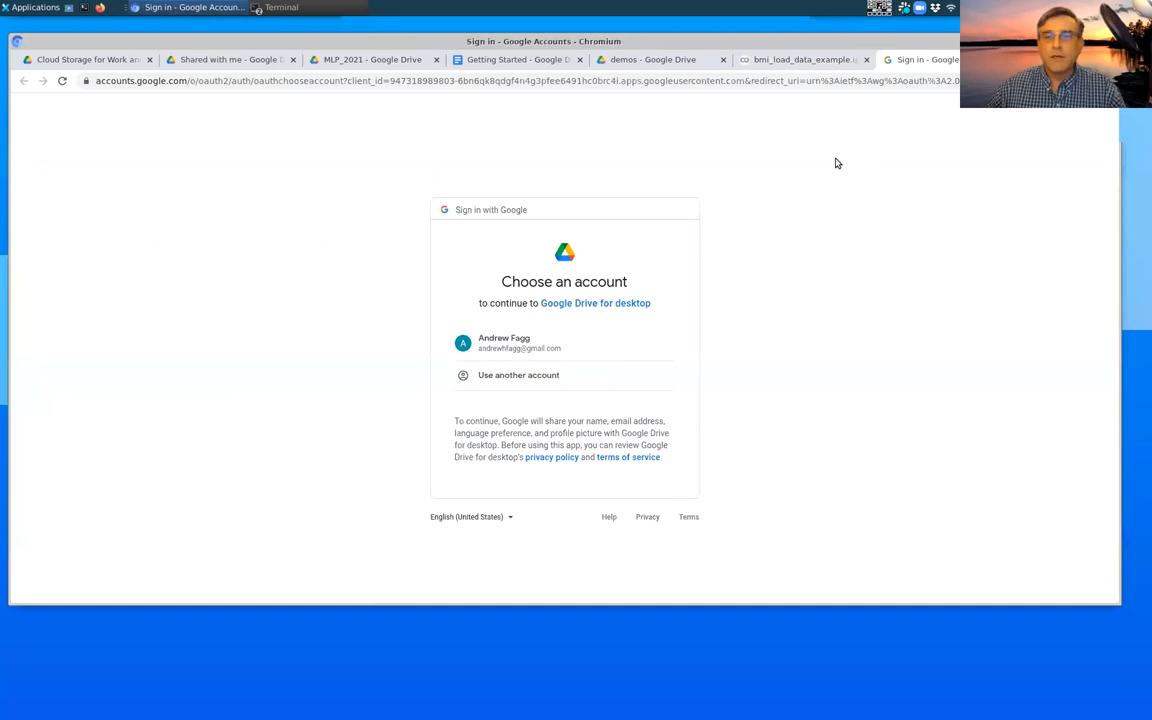 Applications
Sign in - Google Accoun...
Terminal
Sign in - Google Accounts - Chromium
Cloud Storage for Work an
Shared with me - Google D
MLP_2021 - Google Drive
Getting Started - Google D
demos - Google Drive
bmi_load_data_example.i
Sign in - Google
accounts.google.com/o/oauth2/auth/oauthchooseaccount?client_id=947318989803-6bn6qk8qdgf4n4g3pfee6491hc0brc4i.apps.googleusercontent.com&redirect_uri=urn%3Aietf%3Awg%3Aoauth%3A2.0
Sign in with Google
Choose an account
to continue to Google Drive for desktop
A
Andrew Fagg
andrewhfagg@gmail.com
Use another account
To continue, Google will share your name, email address,
language preference, and profile picture with Google Drive
for desktop. Before using this app, you can review Google
Drive for desktop's privacy policy and terms of service.
English (United States)
Help
Privacy
Terms